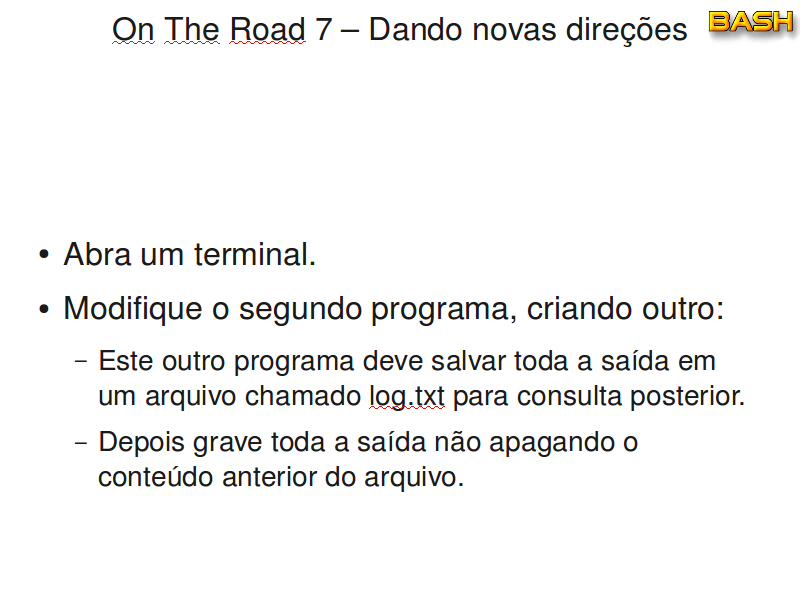 On The Road 7 – Dando novas direções
BASH
• Abra um terminal.
• Modifique o segundo programa, criando outro:
– Este outro programa deve salvar toda a saída em
um arquivo chamado log.txt para consulta posterior.
– Depois grave toda a saída não apagando o
conteúdo anterior do arquivo.